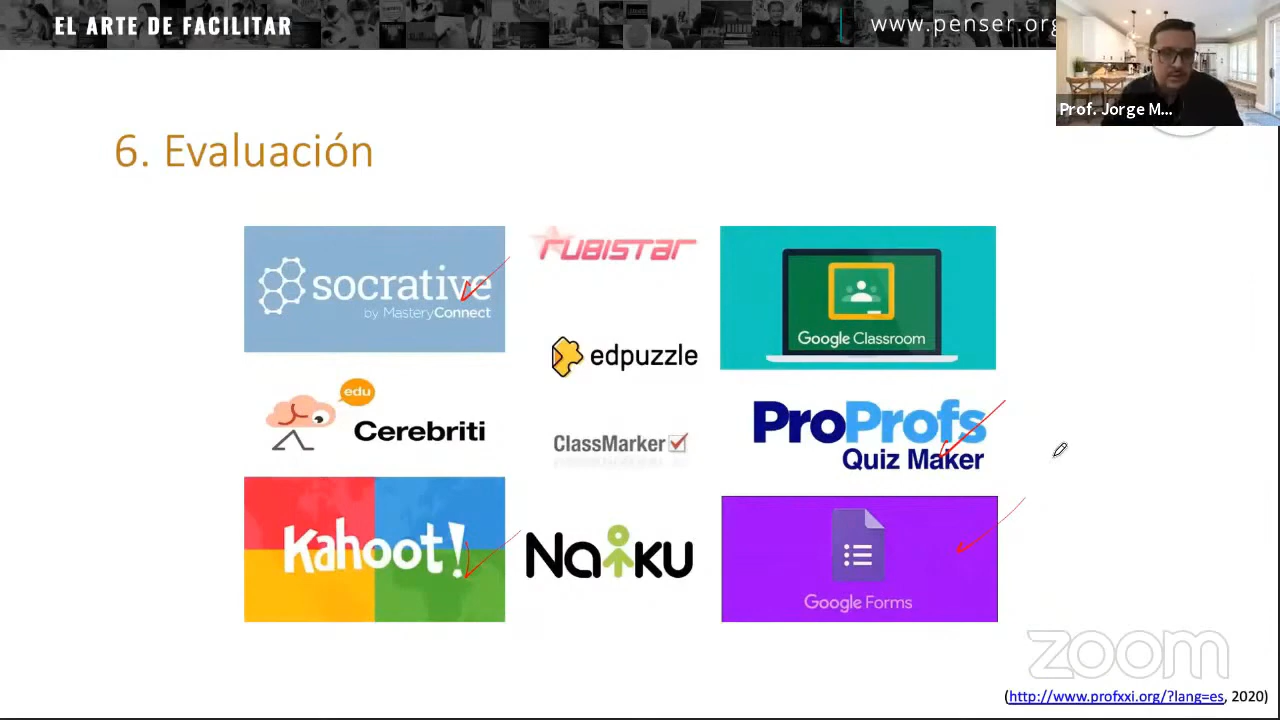 EL ARTE DE FACILITAR
www.penser.org
Prof. Jorge M...
6. Evaluación
socrative
by MasteryConnect
rubistar
Google Classroom
edpuzzle
edu
Cerebriti
ClassMarker
ProProfs
Quiz Maker
Kahoot!
Naiku
Google Forms
zoom
(http://www.profxxi.org/?lang=es, 2020)